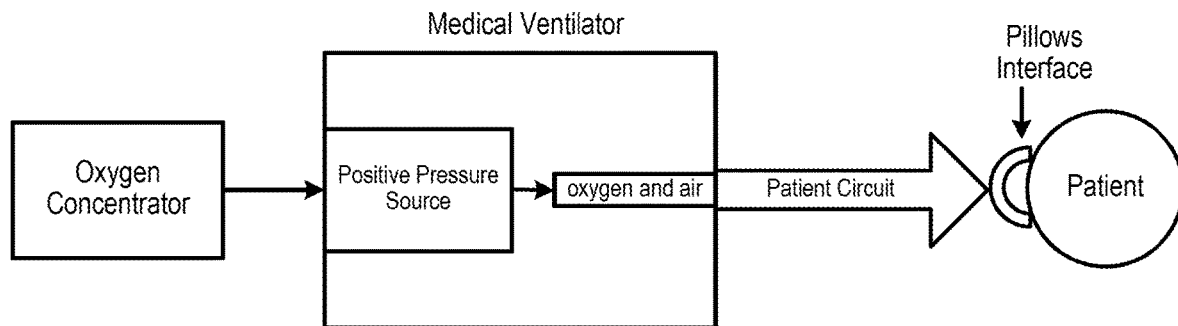 Medical Ventilator
Pillows
Interface
Oxygen
Concentrator
Positive Pressure
Source
oxygen and air
Patient Circuit
Patient